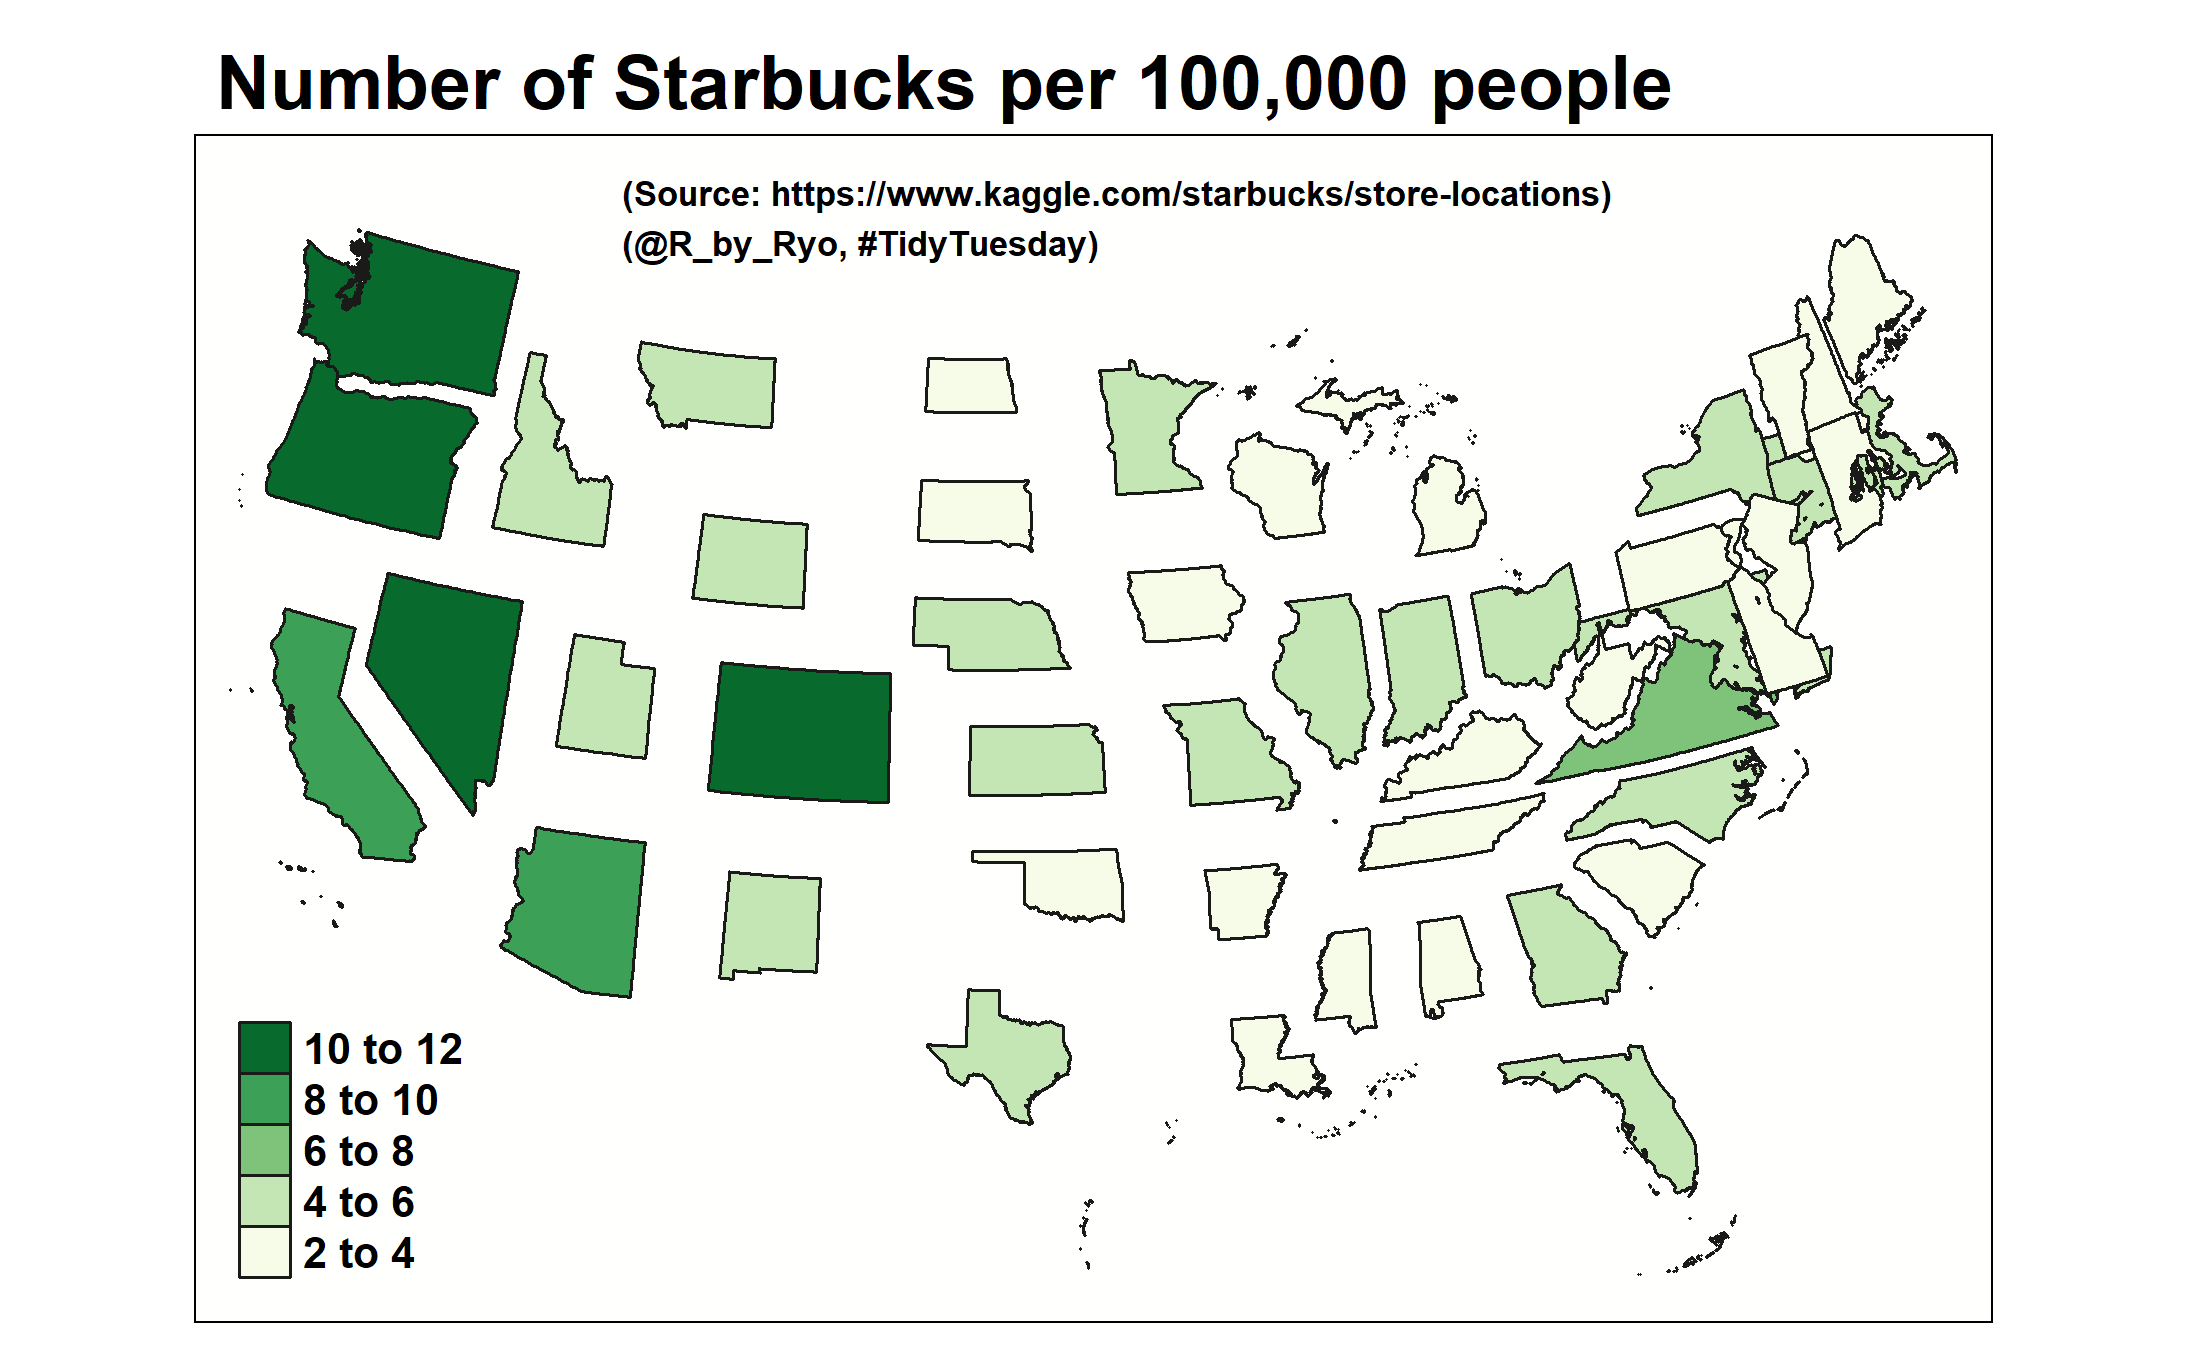 Number of Starbucks per 100,000 people
(Source: https://www.kaggle.com/starbucks/store-locations)
(@R_by_Ryo, #TidyTuesday)
10 to 12
8 to 10
6 to 8
4 to 6
2 to 4